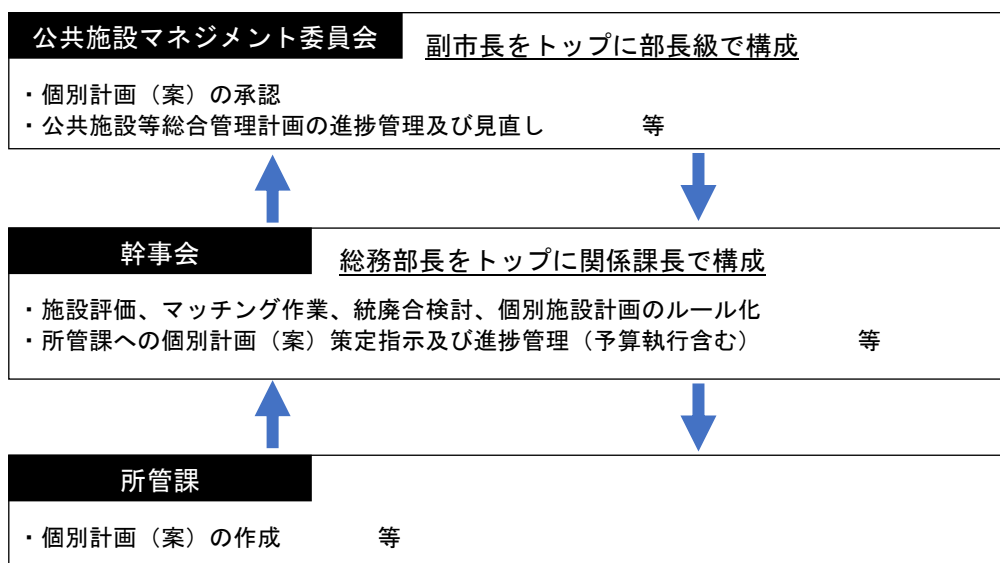 公共施設マネジメント委員会 副市長をトップに部長級で構成
・個別計画（案）の承認
・公共施設等総合管理計画の進捗管理及び見直し 等
幹事会 総務部長をトップに関係課長で構成
・施設評価、マッチング作業、統廃合検討、個別施設計画のルール化
・所管課への個別計画（案）策定指示及び進捗管理（予算執行含む） 等
所管課
・個別計画（案）の作成 等